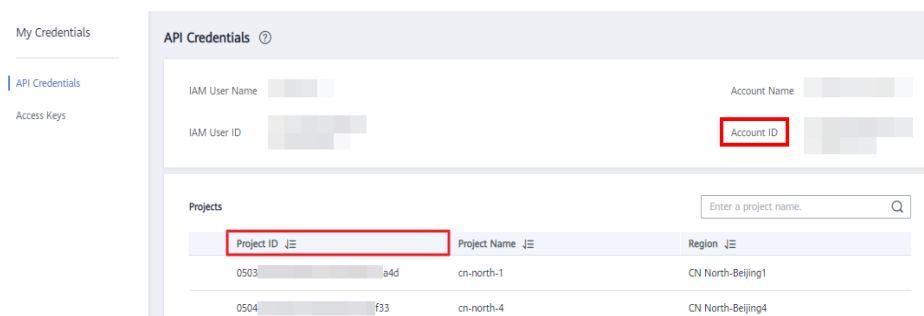 My Credentials
API Credentials
Access Keys
API Credentials ?
IAM User Name
Account Name
IAM User ID
Account ID
Projects
Enter a project name.
Project ID Project Name Region
0503 a4d cn-north-1 CN North-Beijing1
0504 f33 cn-north-4 CN North-Beijing4